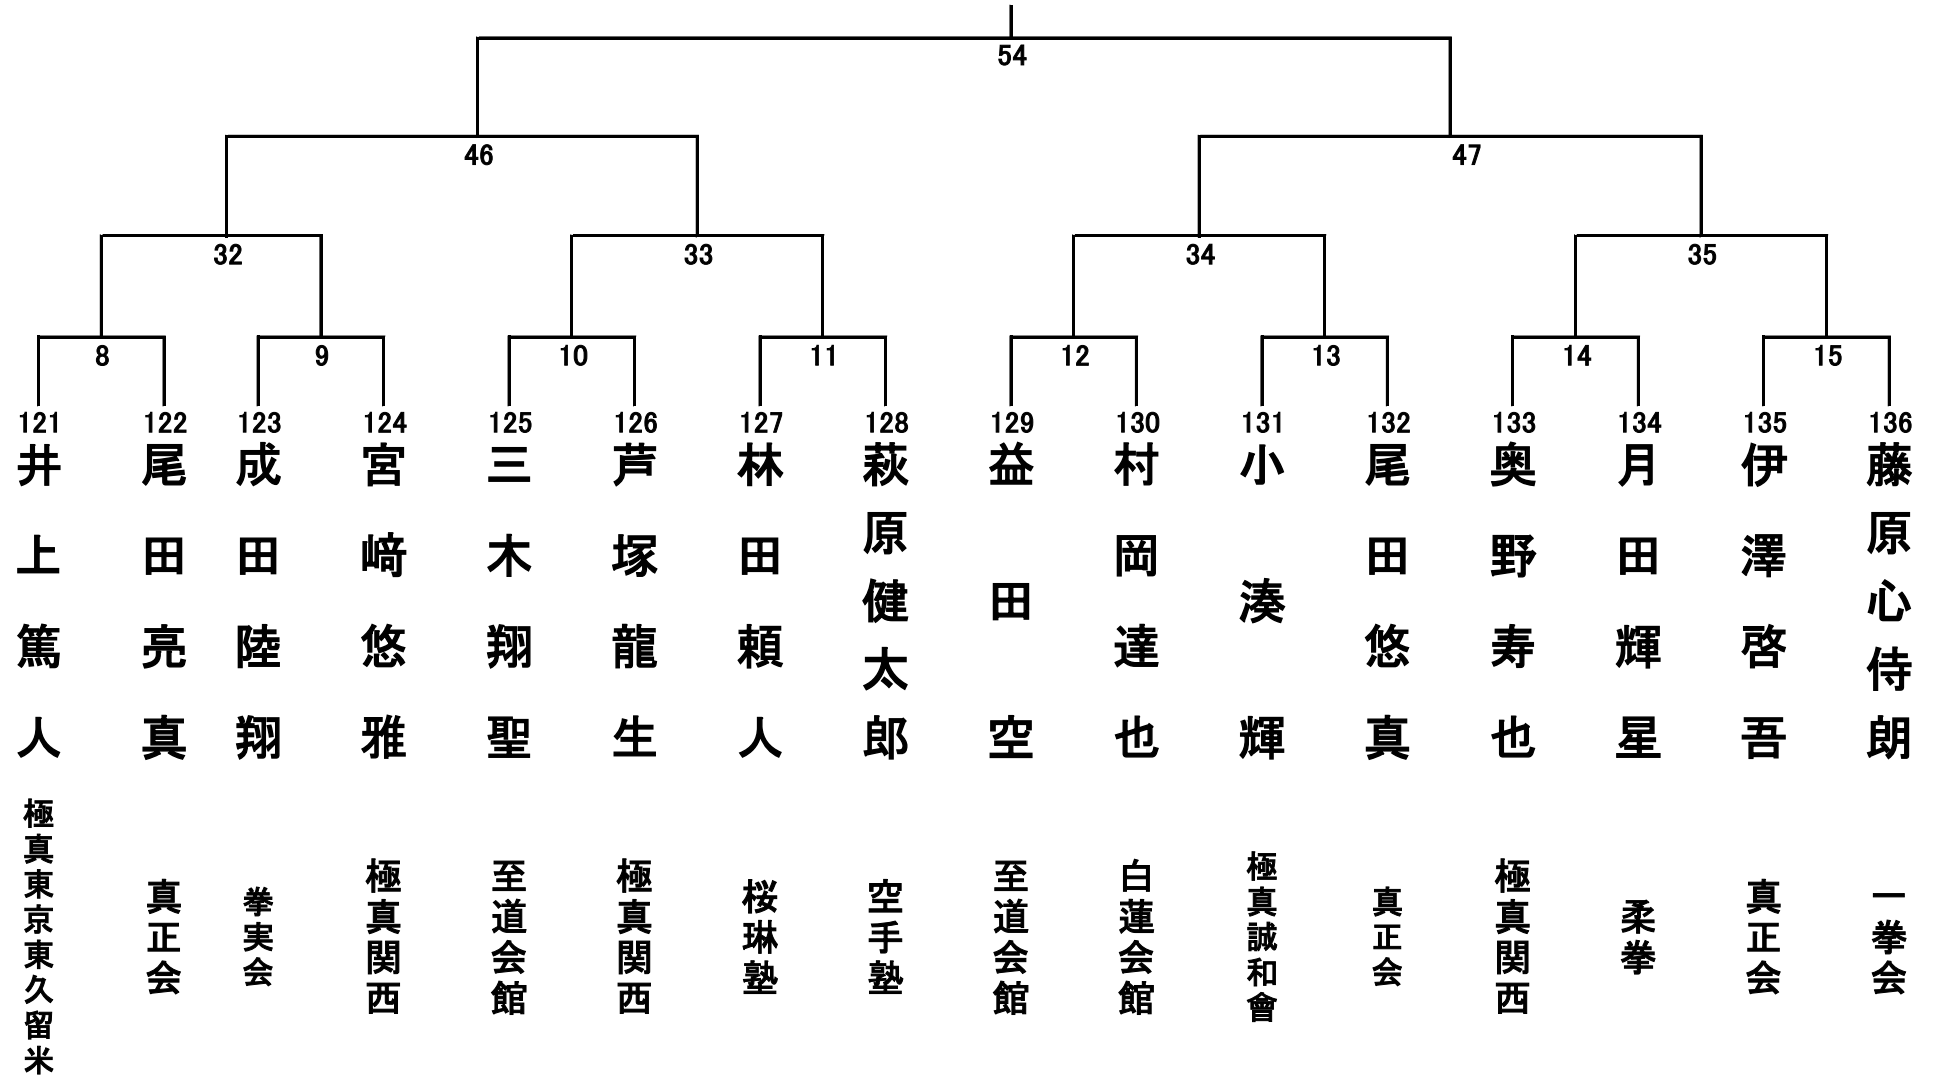 54
46
47
32
33
34
35
8
9
10
11
12
13
14
15
121
122
123
124
125
126
127
128
129
130
131
132
133
134
135
136
井上篤人
尾田亮真
成田陸翔
宮﨑悠雅
三木翔聖
芦塚龍生
林田頼人
萩原健太郎
益田空
村岡達也
小湊輝
尾田悠真
奥野寿也
月田輝星
伊澤啓吾
藤原心侍朗
極真東京東久留米
真正会
拳実会
極真関西
至道会館
極真関西
桜琳塾
空手塾
至道会館
白蓮会館
極真誠和會
真正会
極真関西
柔拳
真正会
一拳会